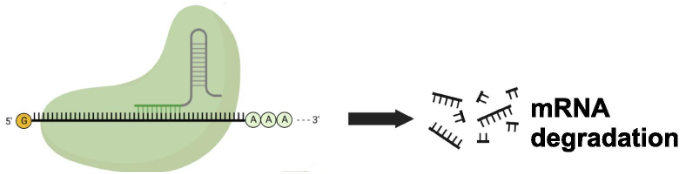 5' G A A A ---3'
mRNA
degradation